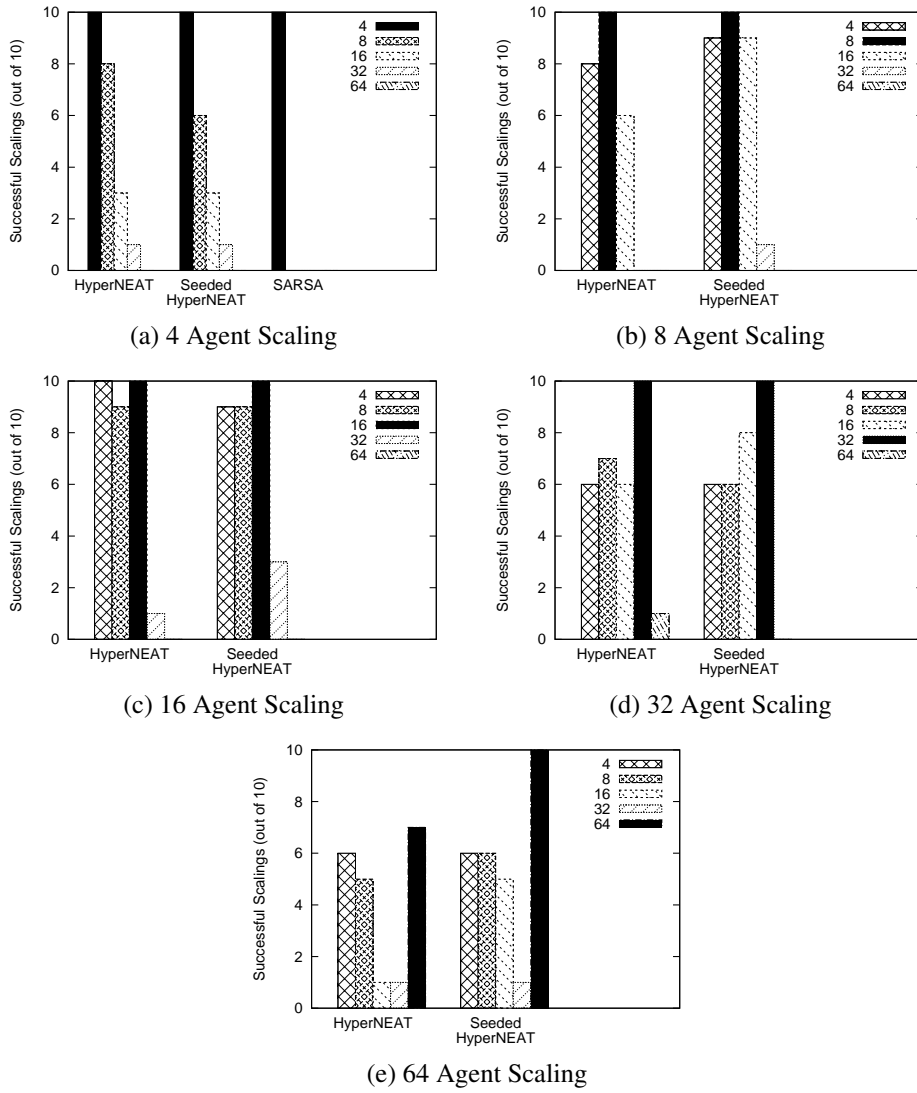 Successful Scalings (out of 10)
10
8
6
4
2
0
4
8
16
32
64
HyperNEAT
Seeded
HyperNEAT
SARSA
(a) 4 Agent Scaling
Successful Scalings (out of 10)
10
8
6
4
2
0
4
8
16
32
64
HyperNEAT
Seeded
HyperNEAT
(b) 8 Agent Scaling
Successful Scalings (out of 10)
10
8
6
4
2
0
4
8
16
32
64
HyperNEAT
Seeded
HyperNEAT
(c) 16 Agent Scaling
Successful Scalings (out of 10)
10
8
6
4
2
0
4
8
16
32
64
HyperNEAT
Seeded
HyperNEAT
(d) 32 Agent Scaling
Successful Scalings (out of 10)
10
8
6
4
2
0
4
8
16
32
64
HyperNEAT
Seeded
HyperNEAT
(e) 64 Agent Scaling